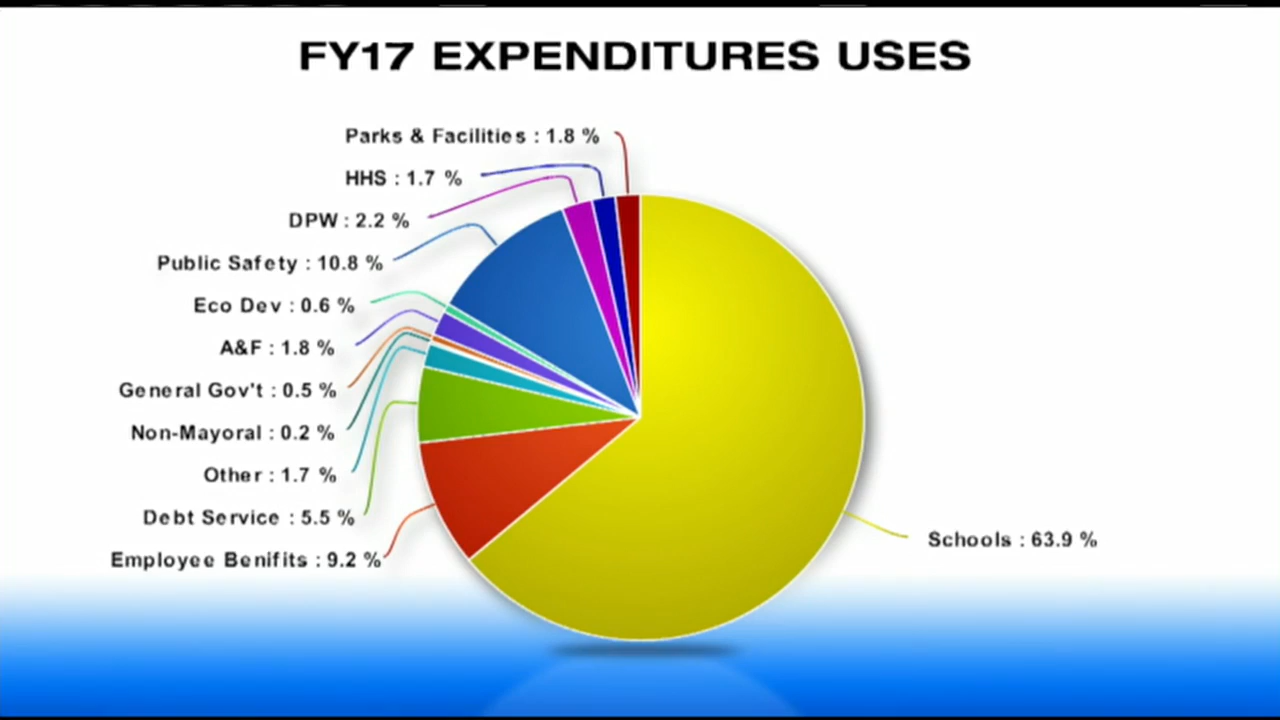 FY17 EXPENDITURES USES
Parks & Facilities : 1.8 %
HHS : 1.7 %
DPW : 2.2 %
Public Safety : 10.8 %
Eco Dev : 0.6 %
A&F : 1.8 %
General Gov't : 0.5 %
Non-Mayoral : 0.2 %
Other : 1.7 %
Debt Service : 5.5 %
Employee Benifits : 9.2 %
Schools : 63.9 %